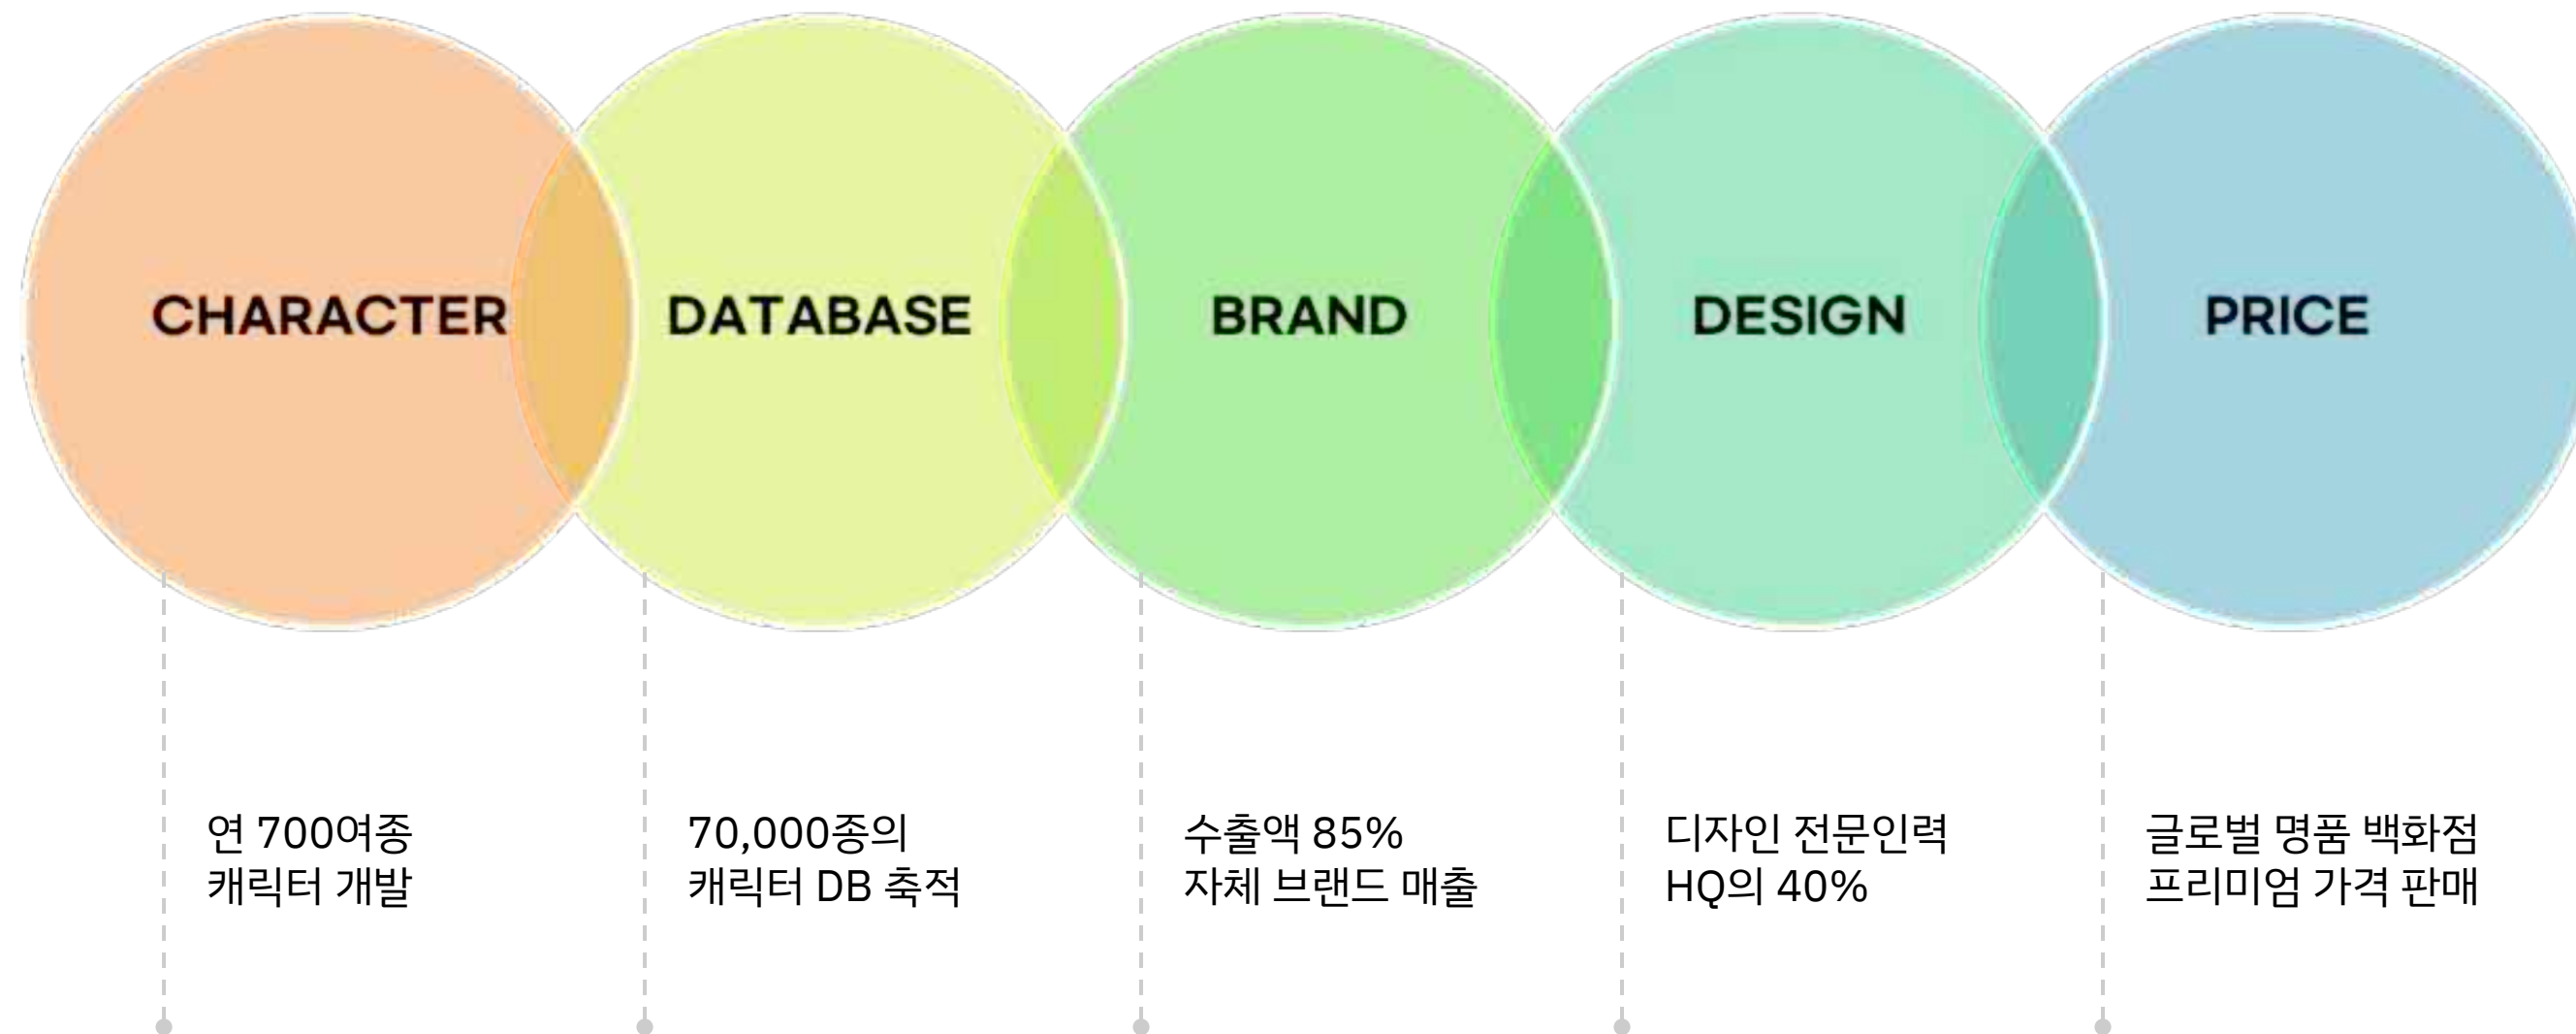 CHARACTER
DATABASE
BRAND
DESIGN
PRICE
연 700여종
캐릭터 개발
70,000종의
캐릭터 DB 축적
수출액 85%
자체 브랜드 매출
디자인 전문인력
HQ의 40%
글로벌 명품 백화점
프리미엄 가격 판매